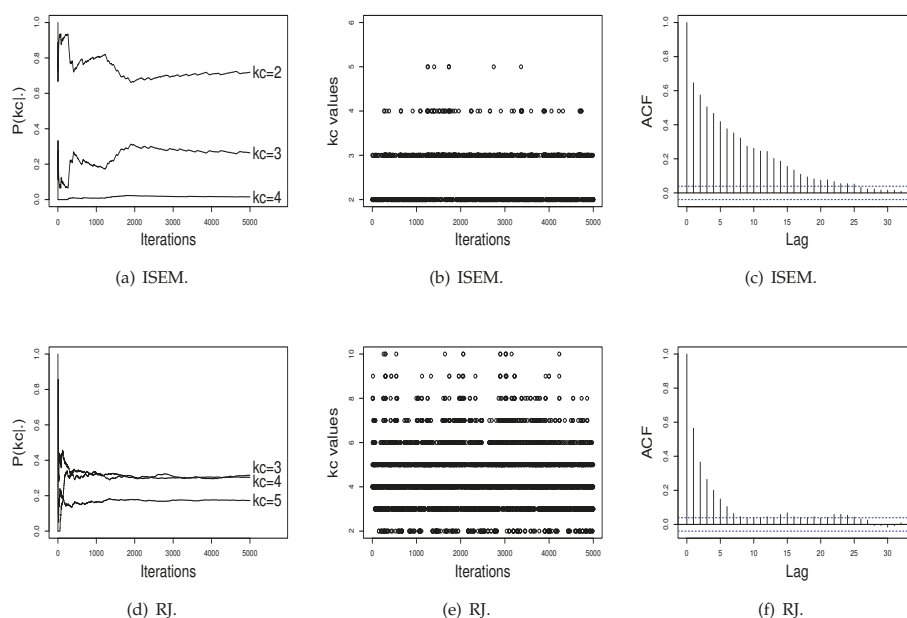 P(kc|.)
0.0 0.2 0.4 0.6 0.8 1.0
kc=2
kc=3
kc=4
0 1000 2000 3000 4000 5000
Iterations
(a) ISEM.
kc values
2 3 4 5 6
0 1000 2000 3000 4000 5000
Iterations
(b) ISEM.
ACF
0.0 0.2 0.4 0.6 0.8 1.0
0 5 10 15 20 25 30
Lag
(c) ISEM.
P(kc|.)
0.0 0.2 0.4 0.6 0.8 1.0
kc=3
kc=4
kc=5
0 1000 2000 3000 4000 5000
Iterations
(d) RJ.
kc values
2 4 6 8 10
0 1000 2000 3000 4000 5000
Iterations
(e) RJ.
ACF
0.0 0.2 0.4 0.6 0.8 1.0
0 5 10 15 20 25 30
Lag
(f) RJ.